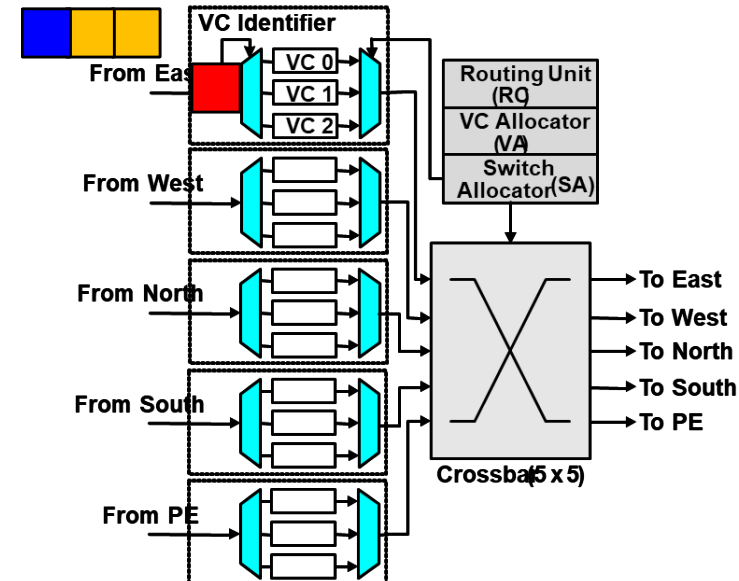 VC Identifier
From Eas
VC 0
VC 1
VC 2
Routing Unit
(RC)
VC Allocator
(VA)
Switch
Allocator(SA)
From West
From North
From South
From PE
To East
To West
To North
To South
To PE
Crossbar(5 x 5)